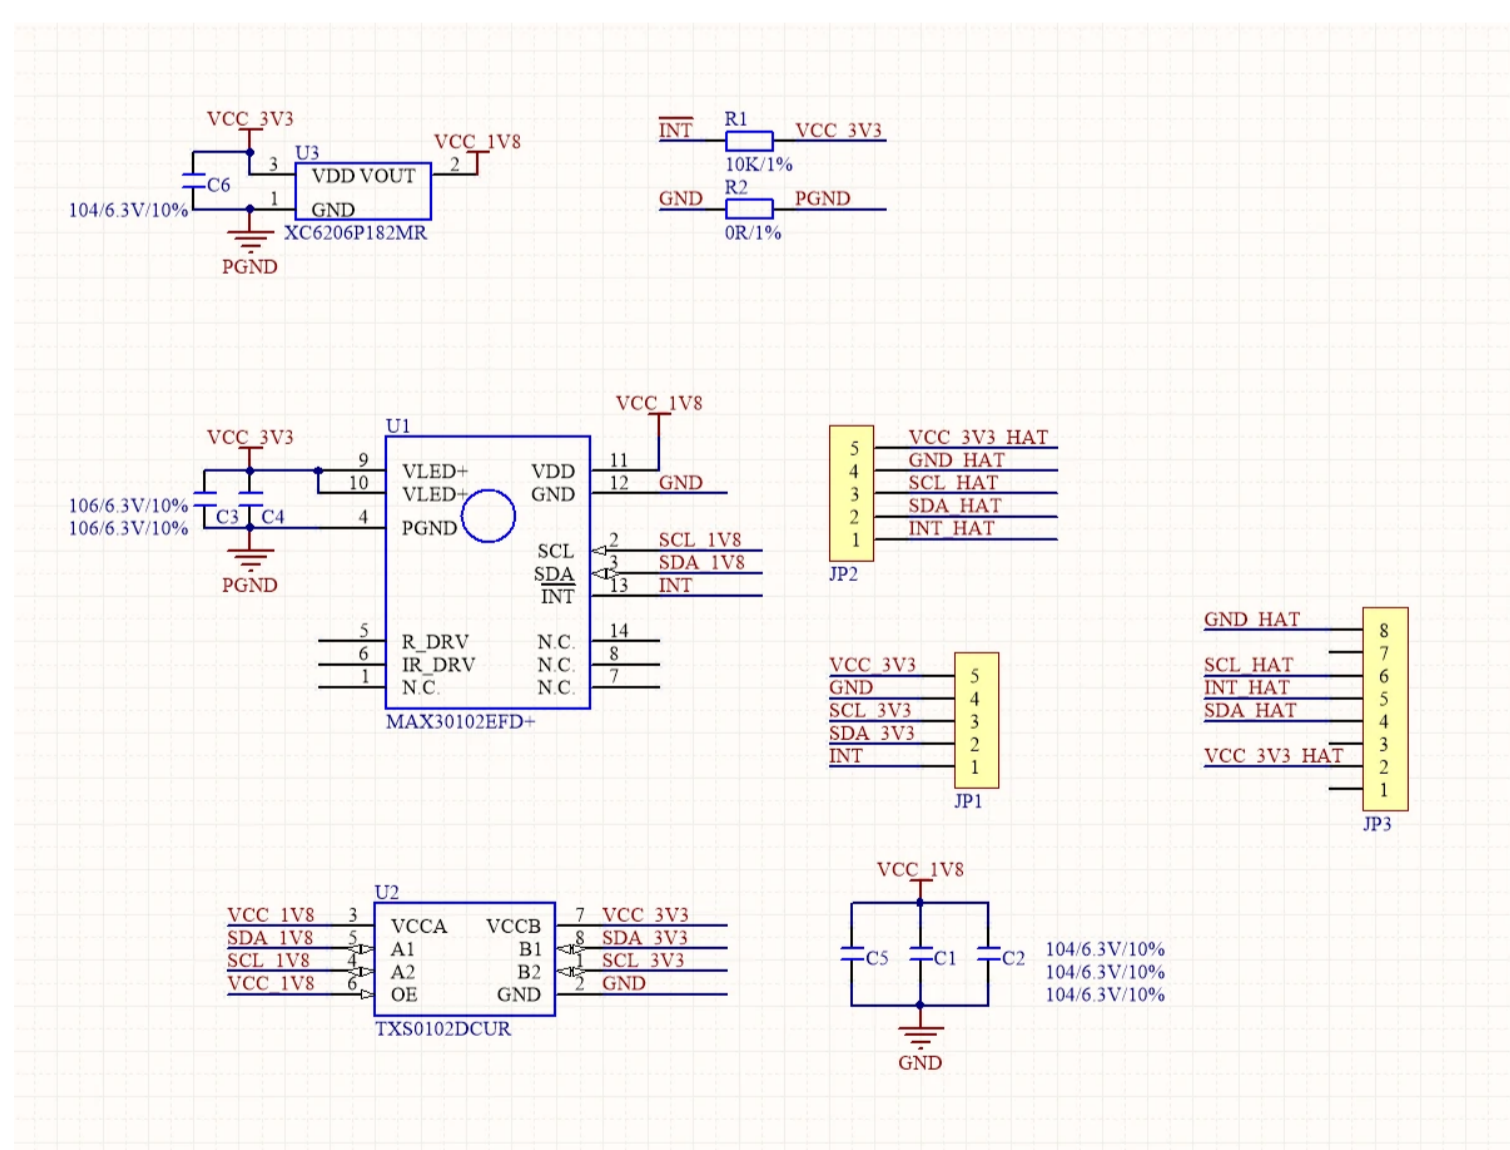 VCC_3V3
U3
3
VDD VOUT
2
VCC_1V8
C6
104/6.3V/10%
1
GND
XC6206P182MR
PGND
INT
R1
VCC_3V3
10K/1%
GND
R2
PGND
0R/1%
VCC_3V3
U1
VCC_1V8
9
VLED+
VDD
11
10
VLED+
GND
12
GND
106/6.3V/10%
106/6.3V/10%
C3
C4
4
PGND
PGND
SCL
2
SCL_1V8
SDA
3
SDA_1V8
INT
13
INT
5
R_DRV
N.C.
14
6
IR_DRV
N.C.
8
1
N.C.
N.C.
7
MAX30102EFD+
5
VCC_3V3_HAT
4
GND_HAT
3
SCL_HAT
2
SDA_HAT
1
INT_HAT
JP2
VCC_3V3
5
GND
4
SCL_3V3
3
SDA_3V3
2
INT
1
JP1
GND_HAT
8
7
SCL_HAT
6
INT_HAT
5
SDA_HAT
4
3
VCC_3V3_HAT
2
1
JP3
U2
VCC_1V8
3
VCCA
VCCB
7
VCC_3V3
SDA_1V8
5
A1
B1
8
SDA_3V3
SCL_1V8
4
A2
B2
1
SCL_3V3
VCC_1V8
6
OE
GND
2
GND
TXS0102DCUR
VCC_1V8
C5
C1
C2
104/6.3V/10%
104/6.3V/10%
104/6.3V/10%
GND